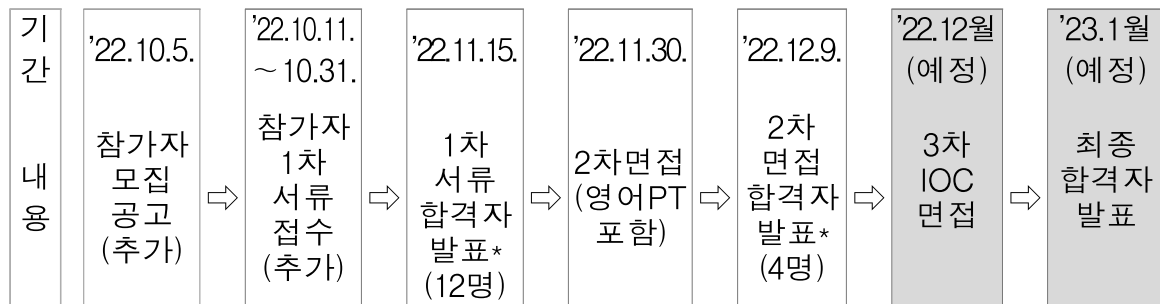 기간
'22.10.5.
'22.10.11.
~10.31.
'22.11.15.
'22.11.30.
'22.12.9.
'22.12월
(예정)
'23.1월
(예정)
내용
참가자
모집
공고
(추가)
⇨
참가자
1차
서류
접수
(추가)
⇨
1차
서류
합격자
발표*
(12명)
⇨
2차면접
(영어PT
포함)
⇨
2차
면접
합격자
발표*
(4명)
⇨
3차
IOC
면접
⇨
최종
합격자
발표